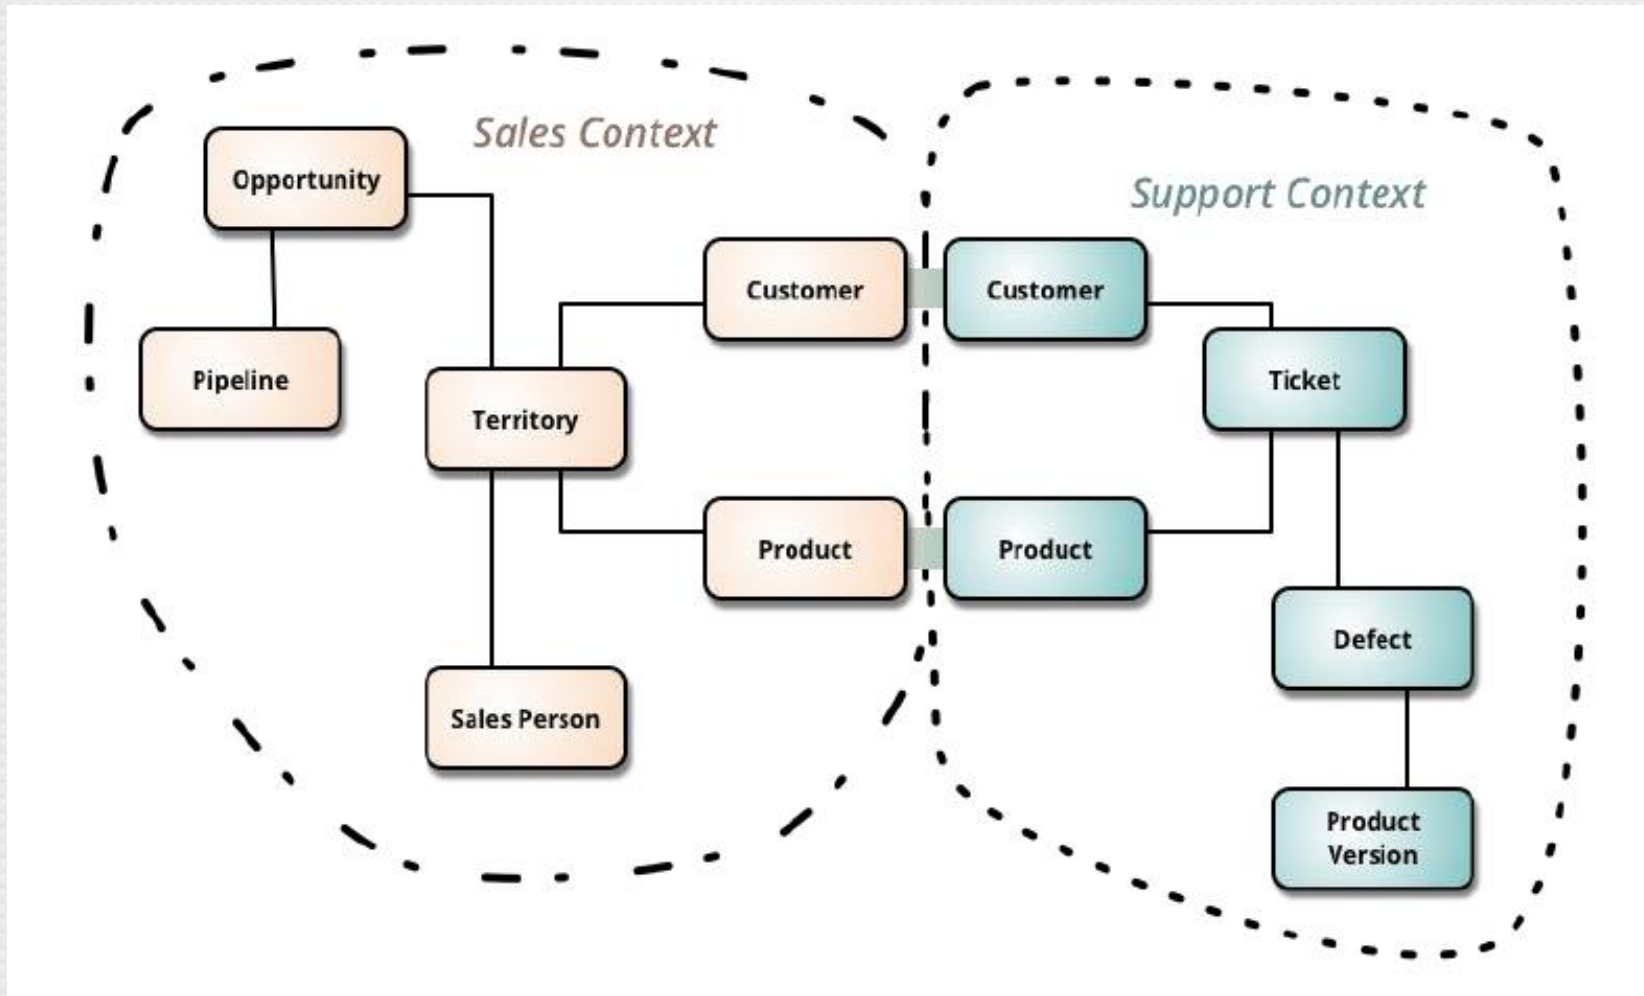 Sales Context
Opportunity
Support Context
Customer
Customer
Pipeline
Ticket
Territory
Product
Product
Defect
Sales Person
Product
Version